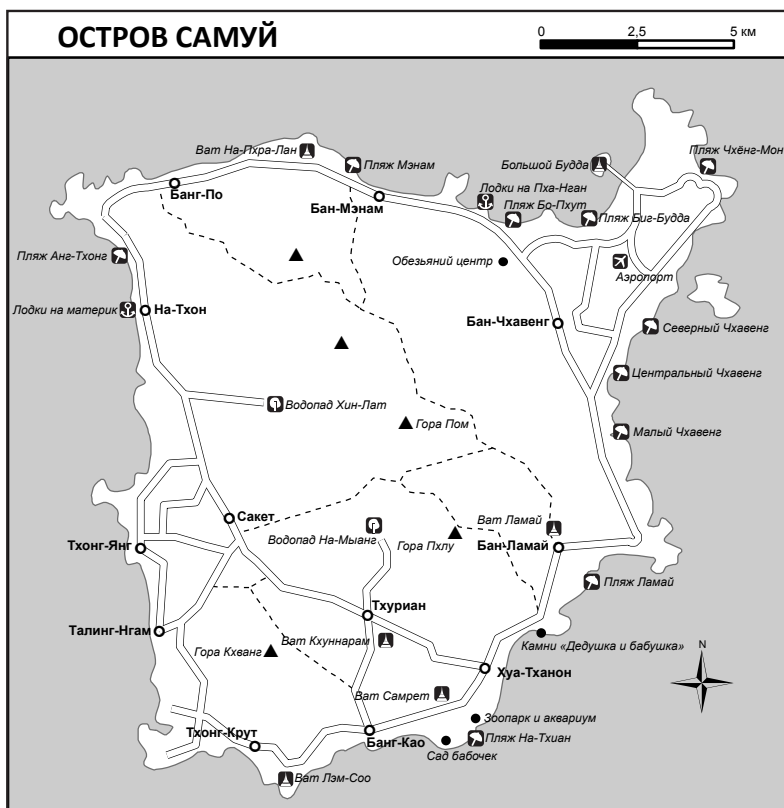 ОСТРОВ САМУЙ
0 2,5 5 км
Ват На-Пхра-Лан
Пляж Мэнам
Большой Будда
Пляж Чхёнг-Мон
Банг-По
Бан-Мэнам
Лодки на Пха-Нган
Пляж Бо-Пхут
Пляж Биг-Будда
Пляж Анг-Тхонг
Обезьяний центр
Аэропорт
Лодки на материк
На-Тхон
Бан-Чхавенг
Северный Чхавенг
Центральный Чхавенг
Водопад Хин-Лат
Гора Пом
Малый Чхавенг
Сакет
Ват Ламай
Водопад На-Мыанг
Гора Пхлу
Бан-Ламай
Тхонг-Янг
Пляж Ламай
Тхуриан
Талинг-Нгам
Ват Кхуннарам
Камни «Дедушка и бабушка»
Гора Кхванг
N
Хуа-Тханон
Ват Самрет
Зоопарк и аквариум
Тхонг-Крут
Банг-Као
Пляж На-Тхиан
Сад бабочек
Ват Лэм-Соо